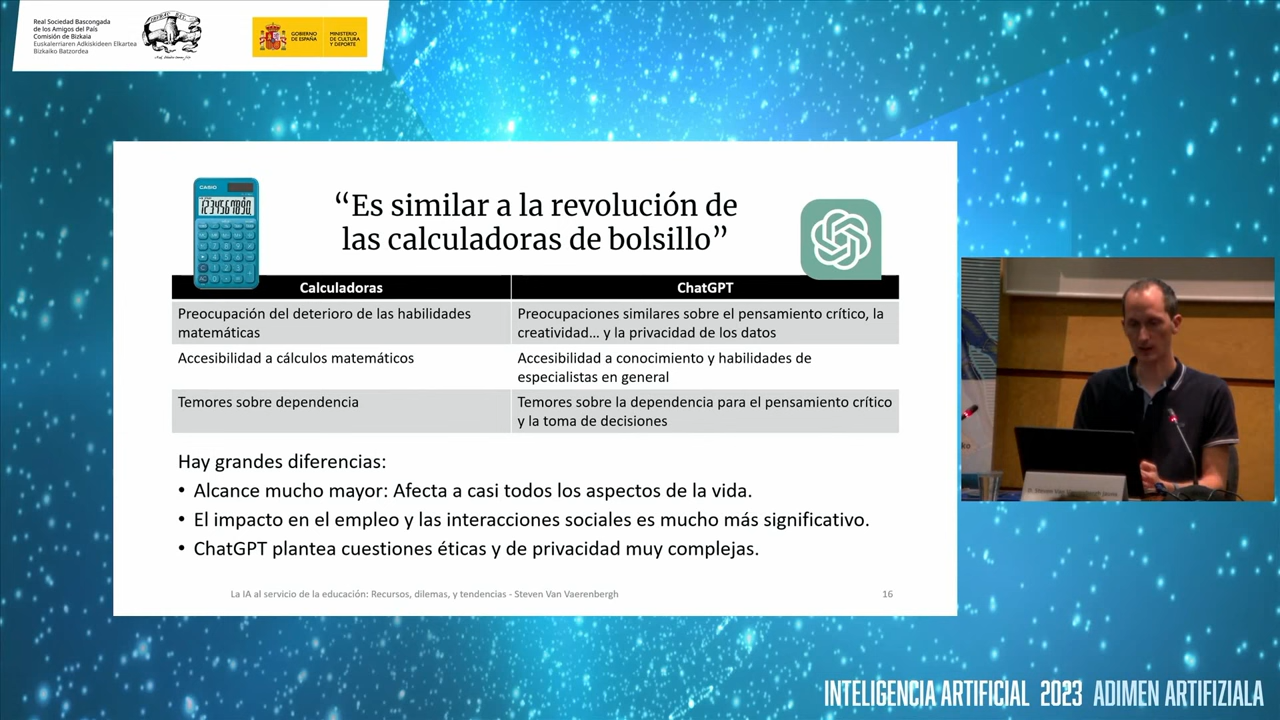 Real Sociedad Bascongada
de los Amigos del País
Comisión de Bizkaia
Euskalerriaren Adkiskideen Elkartea
Bizkaiko Batzordea
GOBIERNO
DE ESPAÑA
MINISTERIO
DE CULTURA
Y DEPORTE
CASIO
1234567890
“Es similar a la revolución de
las calculadoras de bolsillo”
Calculadoras
ChatGPT
Preocupación del deterioro de las habilidades
matemáticas
Preocupaciones similares sobre el pensamiento crítico, la
creatividad... y la privacidad de los datos
Accesibilidad a cálculos matemáticos
Accesibilidad a conocimiento y habilidades de
especialistas en general
Temores sobre dependencia
Temores sobre la dependencia para el pensamiento crítico
y la toma de decisiones
Hay grandes diferencias:
• Alcance mucho mayor: Afecta a casi todos los aspectos de la vida.
• El impacto en el empleo y las interacciones sociales es mucho más significativo.
• ChatGPT plantea cuestiones éticas y de privacidad muy complejas.
La IA al servicio de la educación: Recursos, dilemas, y tendencias - Steven Van Vaerenbergh
16
INTELIGENCIA ARTIFICIAL 2023 ADIMEN ARTIFIZIALA